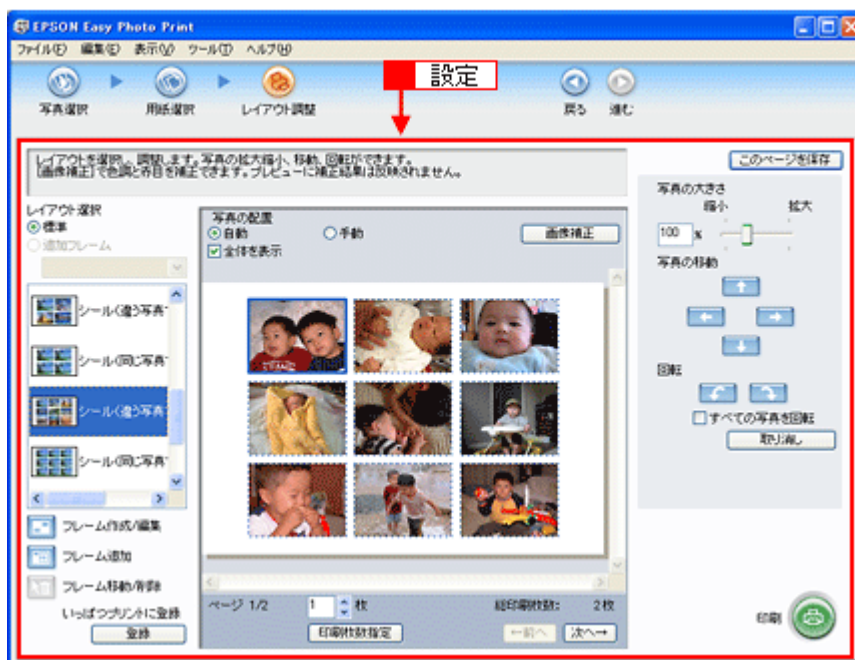 EPSON Easy Photo Print
ファイル(F) 編集(E) 表示(V) ツール(T) ヘルプ(H)
写真選択 用紙選択 レイアウト調整 戻る 進む
設定
レイアウトを選択し、調整します。写真の拡大縮小、移動、回転ができます。
[画像補正]で色調と赤目を補正できます。プレビューに補正結果は反映されません。
このページを保存
レイアウト選択
標準
追加フレーム
シール(違う写真
シール(同じ写真
シール(違う写真
シール(同じ写真
フレーム作成/編集
フレーム追加
フレーム移動/削除
いっぱつプリントに登録
登録
写真の配置
自動 手動 画像補正
全体を表示
ページ 1/2 1 枚 総印刷枚数: 2枚
印刷枚数指定 ←前へ 次へ→
写真の大きさ
縮小 拡大
100 %
写真の移動
回転
すべての写真を回転
取り消し
印刷